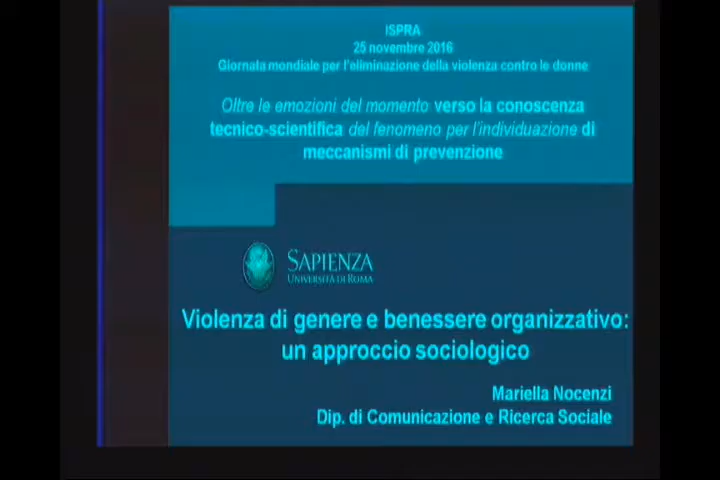 ISPRA
25 novembre 2016
Giornata mondiale per l'eliminazione della violenza contro le donne
Oltre le emozioni del momento verso la conoscenza
tecnico-scientifica del fenomeno per l'individuazione di
meccanismi di prevenzione
SAPIENZA
UNIVERSITÀ DI ROMA
Violenza di genere e benessere organizzativo:
un approccio sociologico
Mariella Nocenzi
Dip. di Comunicazione e Ricerca Sociale